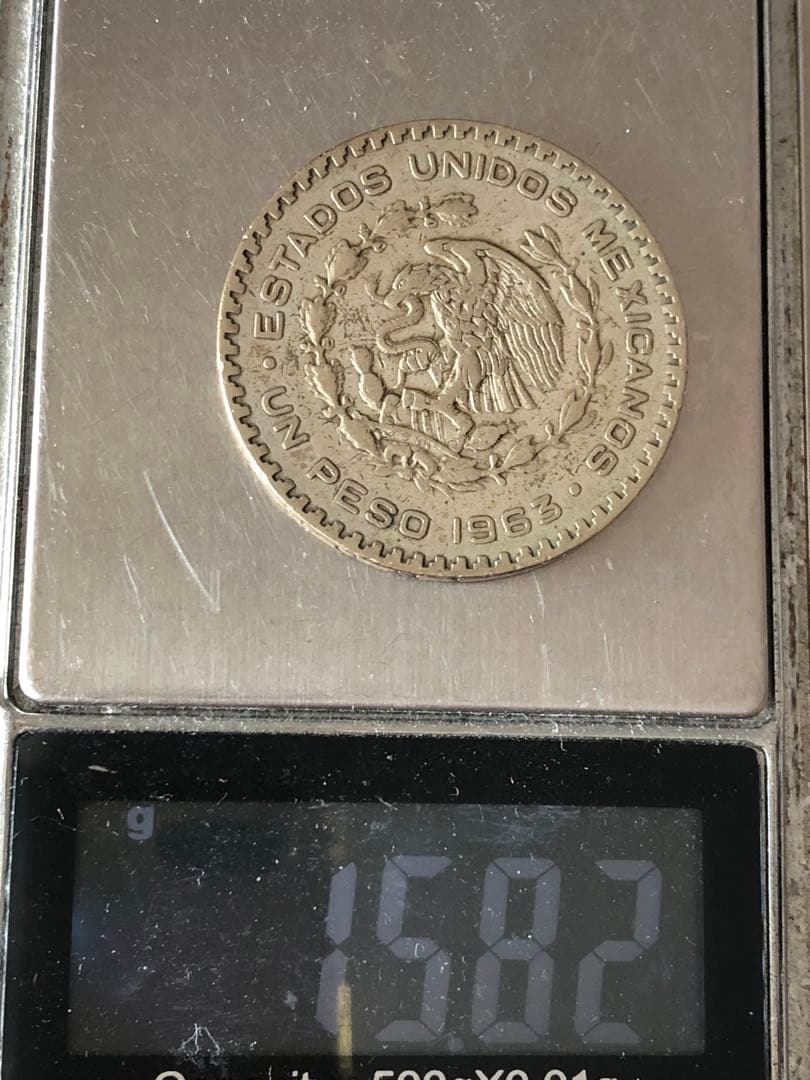 · ESTADOS UNIDOS MEXICANOS ·
UN PESO 1963
g
15.82